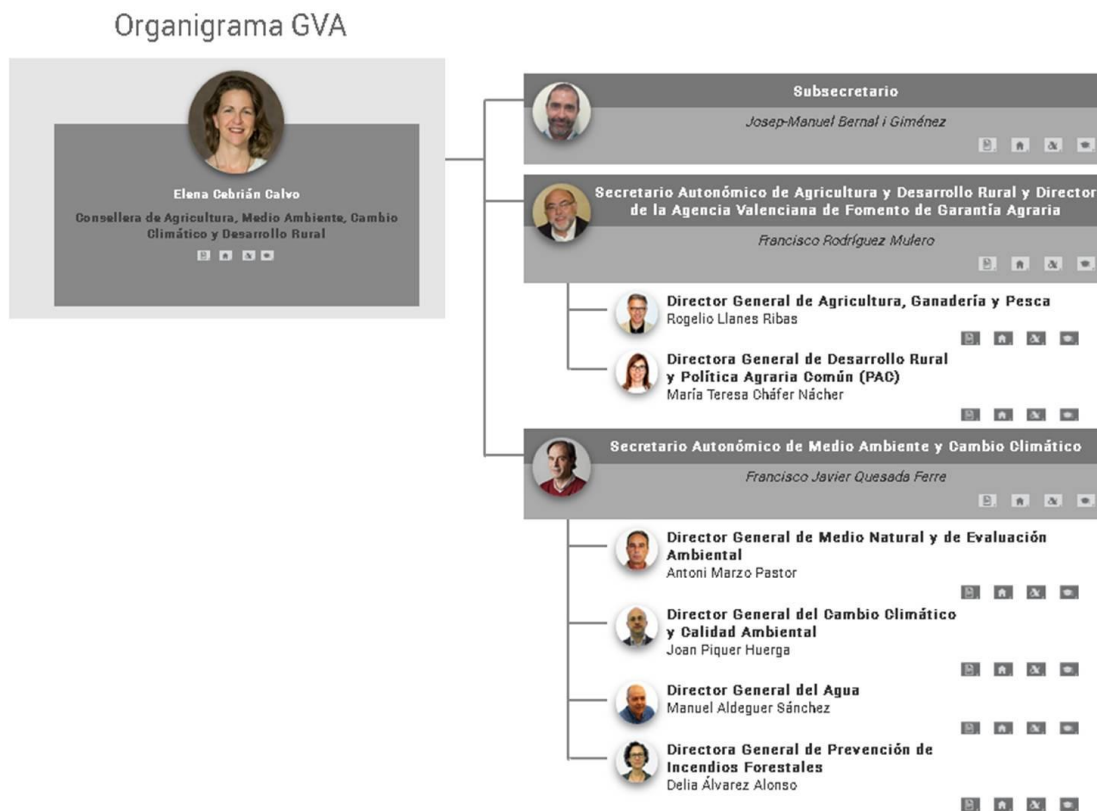 Organigrama GVA
Elena Cebrián Calvo
Consellera de Agricultura, Medio Ambiente, Cambio
Climático y Desarrollo Rural
Subsecretario
Josep-Manuel Bernal i Giménez
Secretario Autonómico de Agricultura y Desarrollo Rural y Director
de la Agencia Valenciana de Fomento de Garantía Agraria
Francisco Rodríguez Mulero
Director General de Agricultura, Ganadería y Pesca
Rogelio Llanes Ribas
Directora General de Desarrollo Rural
y Política Agraria Común (PAC)
María Teresa Cháfer Nácher
Secretario Autonómico de Medio Ambiente y Cambio Climático
Francisco Javier Quesada Ferre
Director General de Medio Natural y de Evaluación
Ambiental
Antoni Marzo Pastor
Director General del Cambio Climático
y Calidad Ambiental
Joan Piquer Huerga
Director General del Agua
Manuel Aldeguer Sánchez
Directora General de Prevención de
Incendios Forestales
Delia Álvarez Alonso